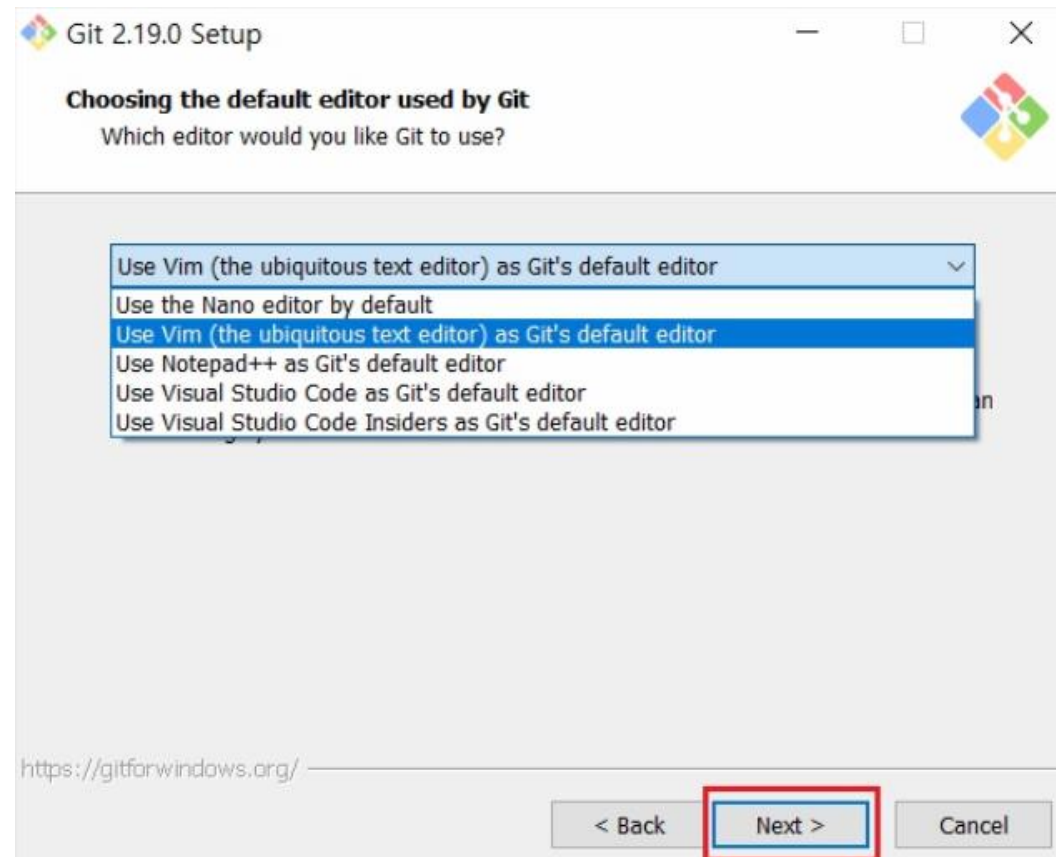 Git 2.19.0 Setup
Choosing the default editor used by Git
Which editor would you like Git to use?
Use Vim (the ubiquitous text editor) as Git's default editor
Use the Nano editor by default
Use Vim (the ubiquitous text editor) as Git's default editor
Use Notepad++ as Git's default editor
Use Visual Studio Code as Git's default editor
Use Visual Studio Code Insiders as Git's default editor
https://gitforwindows.org/
< Back Next > Cancel